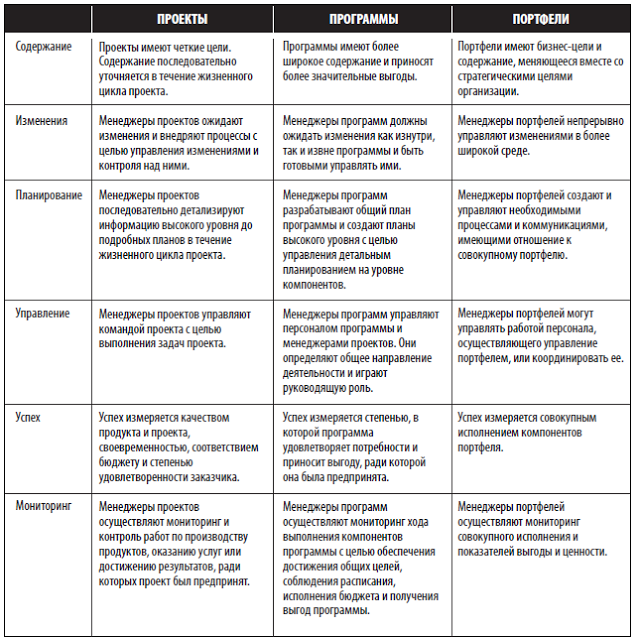 ПРОЕКТЫ
ПРОГРАММЫ
ПОРТФЕЛИ
Содержание
Проекты имеют четкие цели.
Содержание последовательно
уточняется в течение жизненного
цикла проекта.
Программы имеют более
широкое содержание и приносят
более значительные выгоды.
Портфели имеют бизнес-цели и
содержание, меняющееся вместе со
стратегическими целями
организации.
Изменения
Менеджеры проектов ожидают
изменения и внедряют процессы с
целью управления изменениями и
контроля над ними.
Менеджеры программ должны
ожидать изменения как изнутри,
так и извне программы и быть
готовыми управлять ими.
Менеджеры портфелей непрерывно
управляют изменениями в более
широкой среде.
Планирование
Менеджеры проектов
последовательно детализируют
информацию высокого уровня до
подробных планов в течение
жизненного цикла проекта.
Менеджеры программ
разрабатывают общий план
программы и создают планы
высокого уровня с целью
управления детальным
планированием на уровне
компонентов.
Менеджеры портфелей создают и
управляют необходимыми
процессами и коммуникациями,
имеющими отношение к
совокупному портфелю.
Управление
Менеджеры проектов управляют
командой проекта с целью
выполнения задач проекта.
Менеджеры программ управляют
персоналом программы и
менеджерами проектов. Они
определяют общее направление
деятельности и играют
руководящую роль.
Менеджеры портфелей могут
управлять работой персонала,
осуществляющего управление
портфелем, или координировать ее.
Успех
Успех измеряется качеством
продукта и проекта,
своевременностью, соответствием
бюджету и степенью
удовлетворенности заказчика.
Успех измеряется степенью, в
которой программа
удовлетворяет потребности и
приносит выгоду, ради которой
она была предпринята.
Успех измеряется совокупным
исполнением компонентов
портфеля.
Мониторинг
Менеджеры проектов
осуществляют мониторинг и
контроль работ по производству
продуктов, оказанию услуг или
достижению результатов, ради
которых проект был предпринят.
Менеджеры программ
осуществляют мониторинг хода
выполнения компонентов
программы с целью обеспечения
достижения общих целей,
соблюдения расписания,
исполнения бюджета и получения
выгод программы.
Менеджеры портфелей
осуществляют мониторинг
совокупного исполнения и
показателей выгоды и ценности.